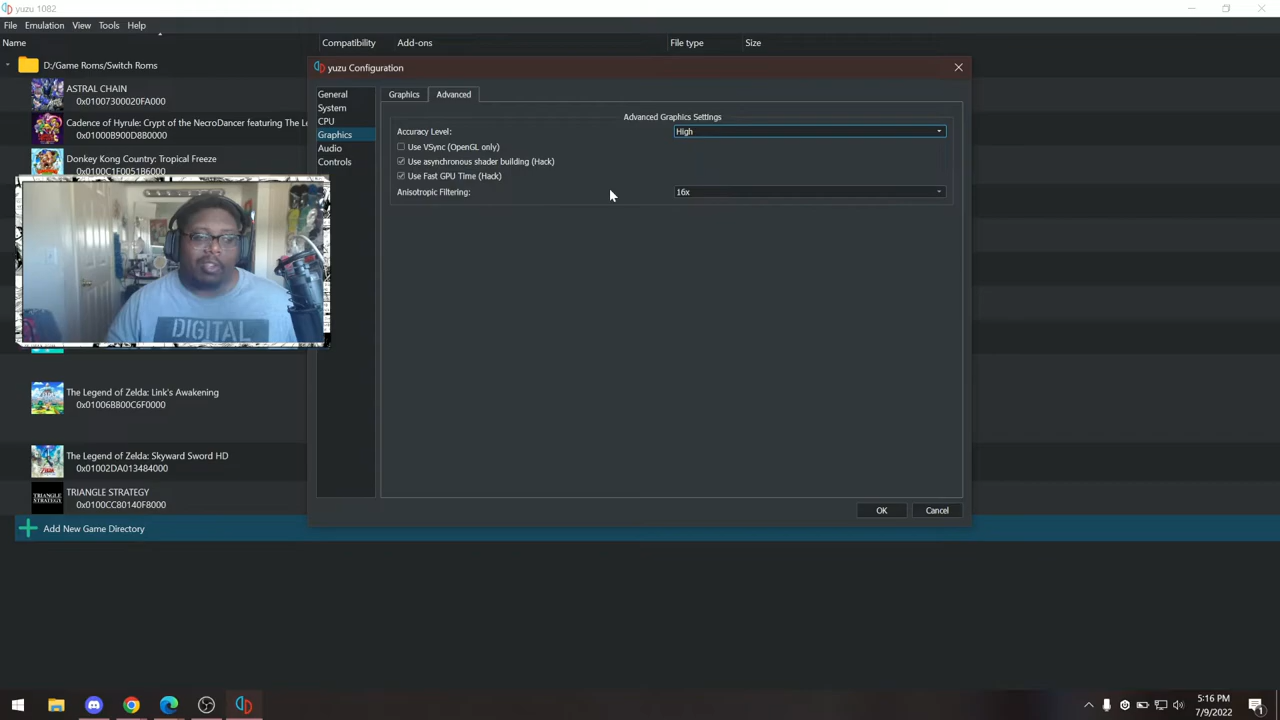 yuzu 1082
File Emulation View Tools Help
Name Compatibility Add-ons File type Size
D:/Game Roms/Switch Roms
ASTRAL CHAIN
0x01007300020FA000
Cadence of Hyrule: Crypt of the NecroDancer featuring The Le
0x01000B900D8B0000
Donkey Kong Country: Tropical Freeze
0x0100C1F0051B6000
The Legend of Zelda: Link's Awakening
0x01006BB00C6F0000
The Legend of Zelda: Skyward Sword HD
0x01002DA013484000
TRIANGLE STRATEGY
TRIANGLE STRATEGY
0x0100CC80140F8000
Add New Game Directory
yuzu Configuration
General
System
CPU
Graphics
Audio
Controls
Graphics Advanced
Advanced Graphics Settings
Accuracy Level: High
Use VSync (OpenGL only)
Use asynchronous shader building (Hack)
Use Fast GPU Time (Hack)
Anisotropic Filtering: 16x
OK Cancel
DIGITAL
5:16 PM
7/9/2022
1